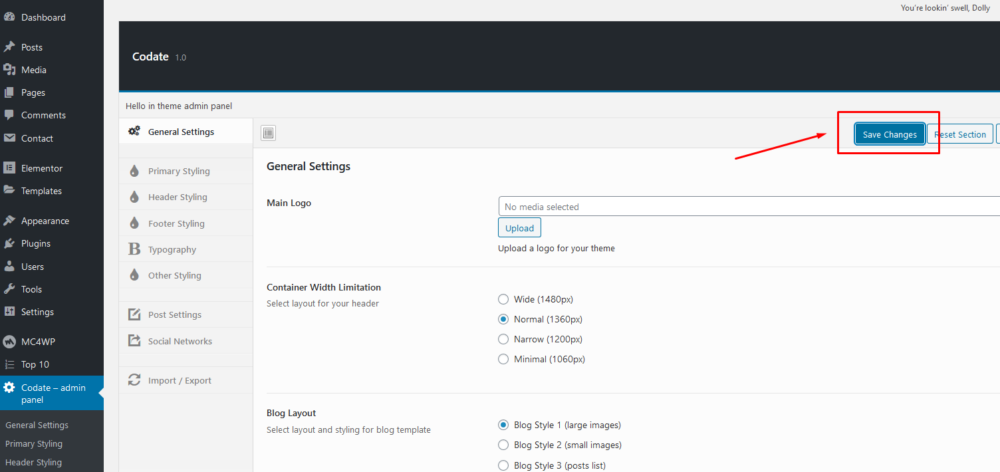 You're lookin' swell, Dolly
Dashboard
Posts
Media
Pages
Comments
Contact
Elementor
Templates
Appearance
Plugins
Users
Tools
Settings
MC4WP
Top 10
Codate – admin
panel
General Settings
Primary Styling
Header Styling
Codate 1.0
Hello in theme admin panel
General Settings
Primary Styling
Header Styling
Footer Styling
B Typography
Other Styling
Post Settings
Social Networks
Import / Export
Save Changes
Reset Section
General Settings
Main Logo
No media selected
Upload
Upload a logo for your theme
Container Width Limitation
Select layout for your header
Wide (1480px)
Normal (1360px)
Narrow (1200px)
Minimal (1060px)
Blog Layout
Select layout and styling for blog template
Blog Style 1 (large images)
Blog Style 2 (small images)
Blog Style 3 (posts list)